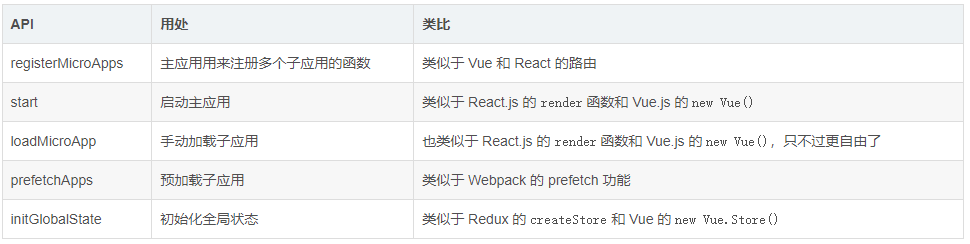 API 用处 类比
registerMicroApps 主应用用来注册多个子应用的函数 类似于 Vue 和 React 的路由
start 启动主应用 类似于 React.js 的 render 函数和 Vue.js 的 new Vue()
loadMicroApp 手动加载子应用 也类似于 React.js 的 render 函数和 Vue.js 的 new Vue()，只不过更自由了
prefetchApps 预加载子应用 类似于 Webpack 的 prefetch 功能
initGlobalState 初始化全局状态 类似于 Redux 的 createStore 和 Vue 的 new Vue.Store()